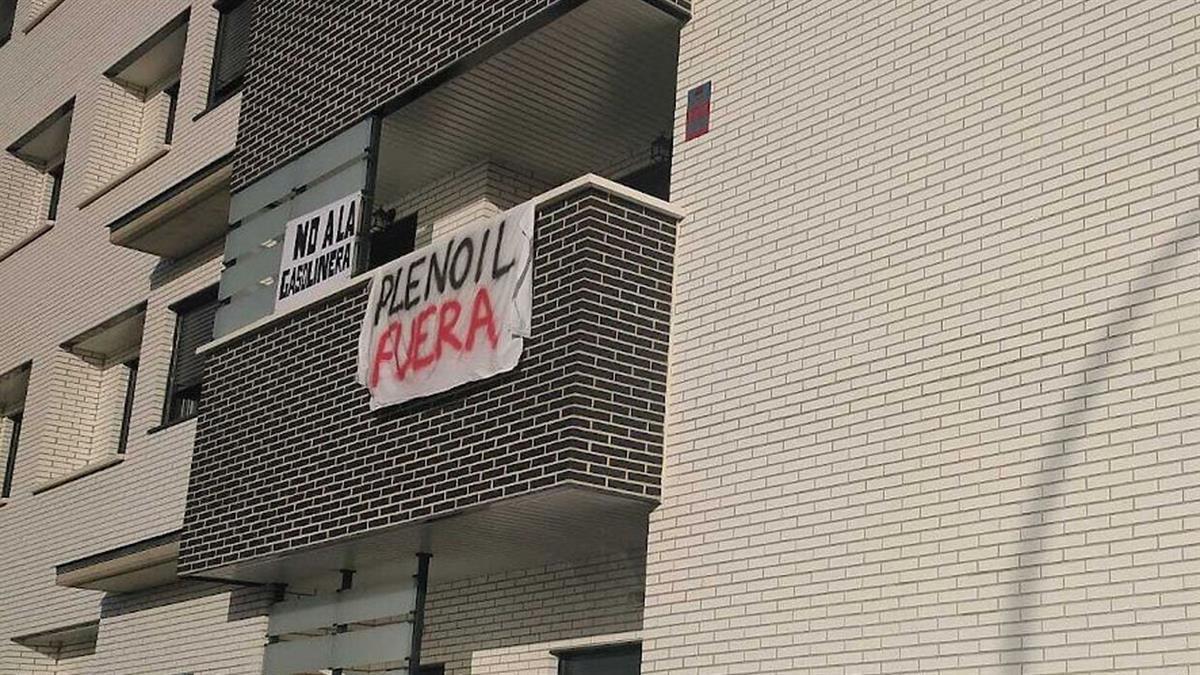 NO A LA
GASOLINERA
PLENOIL
FUERA